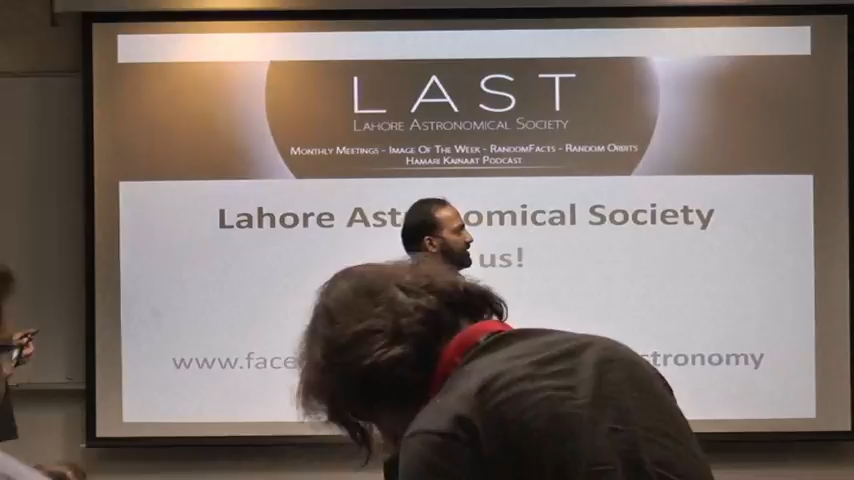 LAST
LAHORE ASTRONOMICAL SOCIETY
MONTHLY MEETINGS - IMAGE OF THE WEEK - RANDOMFACTS - RANDOM ORBITS
HAMARI KAINAAT PODCAST
Lahore Ast omical Society
us!
www.face tronomy